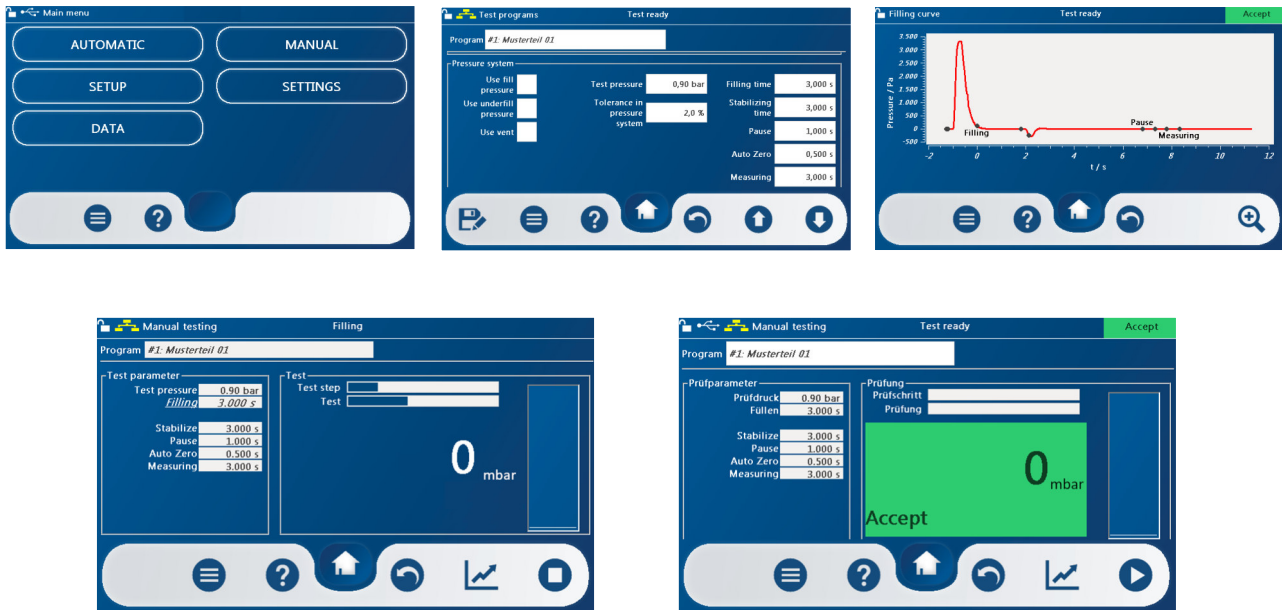 Main menu
AUTOMATIC MANUAL
SETUP SETTINGS
DATA
?
Test programs Test ready
Program #1: Musterteil 01
Pressure system
Use fill pressure
Use underfill pressure
Use vent
Test pressure 0,90 bar
Tolerance in pressure system 2,0 %
Filling time 3,000 s
Stabilizing time 3,000 s
Pause 1,000 s
Auto Zero 0,500 s
Measuring 3,000 s
?
Filling curve Test ready Accept
Pressure / Pa
3.500
3.000
2.500
2.000
1.500
1.000
500
0
-500
Filling
Pause
Measuring
-2 0 2 4 6 8 10 12
t / s
?
Manual testing Filling
Program #1: Musterteil 01
Test parameter
Test pressure 0.90 bar
Filling 3.000 s
Stabilize 3.000 s
Pause 1.000 s
Auto Zero 0.500 s
Measuring 3.000 s
Test
Test step
Test
0 mbar
?
Manual testing Test ready Accept
Program #1: Musterteil 01
Prüfparameter
Prüfdruck 0.90 bar
Füllen 3.000 s
Stabilize 3.000 s
Pause 1.000 s
Auto Zero 0.500 s
Measuring 3.000 s
Prüfung
Prüfschritt
Prüfung
0 mbar
Accept
?